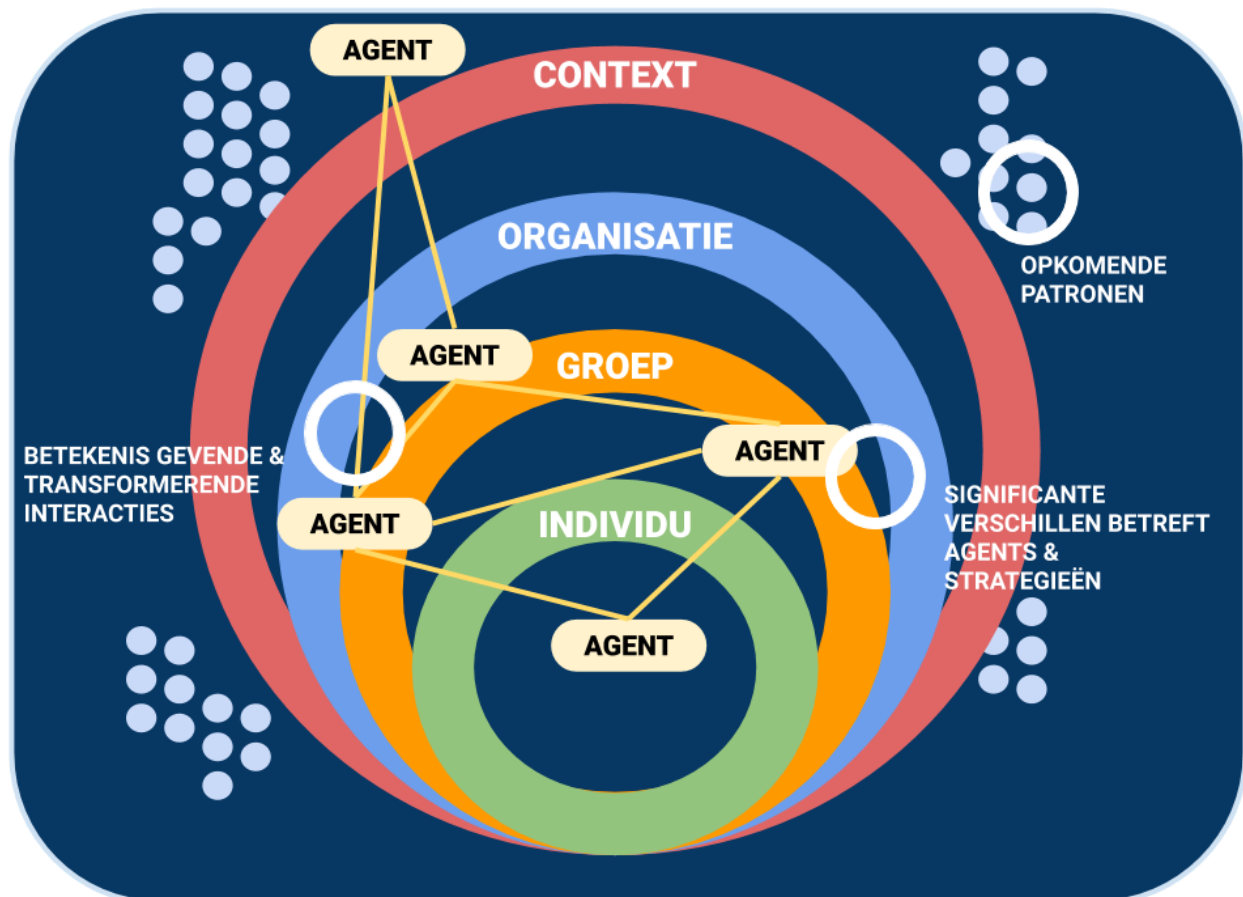 AGENT
CONTEXT
ORGANISATIE
OPKOMENDE
PATRONEN
AGENT
GROEP
AGENT
BETEKENIS GEVENDE &
TRANSFORMERENDE
INTERACTIES
AGENT
INDIVIDU
SIGNIFICANTE
VERSCHILLEN BETREFT
AGENTS &
STRATEGIEËN
AGENT